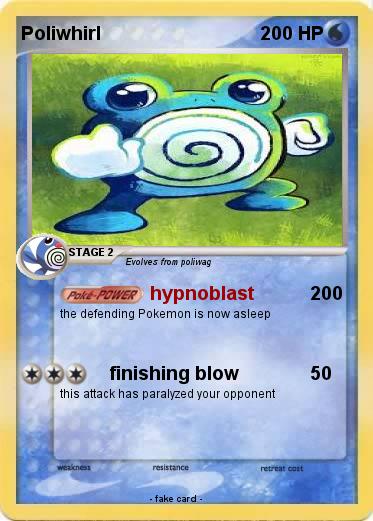 Poliwhirl 200 HP
STAGE 2
Evolves from poliwag
Poké-POWER hypnoblast 200
the defending Pokemon is now asleep
finishing blow 50
this attack has paralyzed your opponent
weakness resistance retreat cost
- fake card -